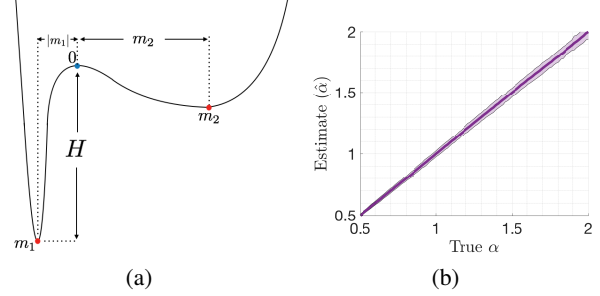 |m₁|
m₂
0
H
m₂
m₁
(a)
2
1.5
1
0.5
Estimate (α̂)
0.5 1 1.5 2
True α
(b)